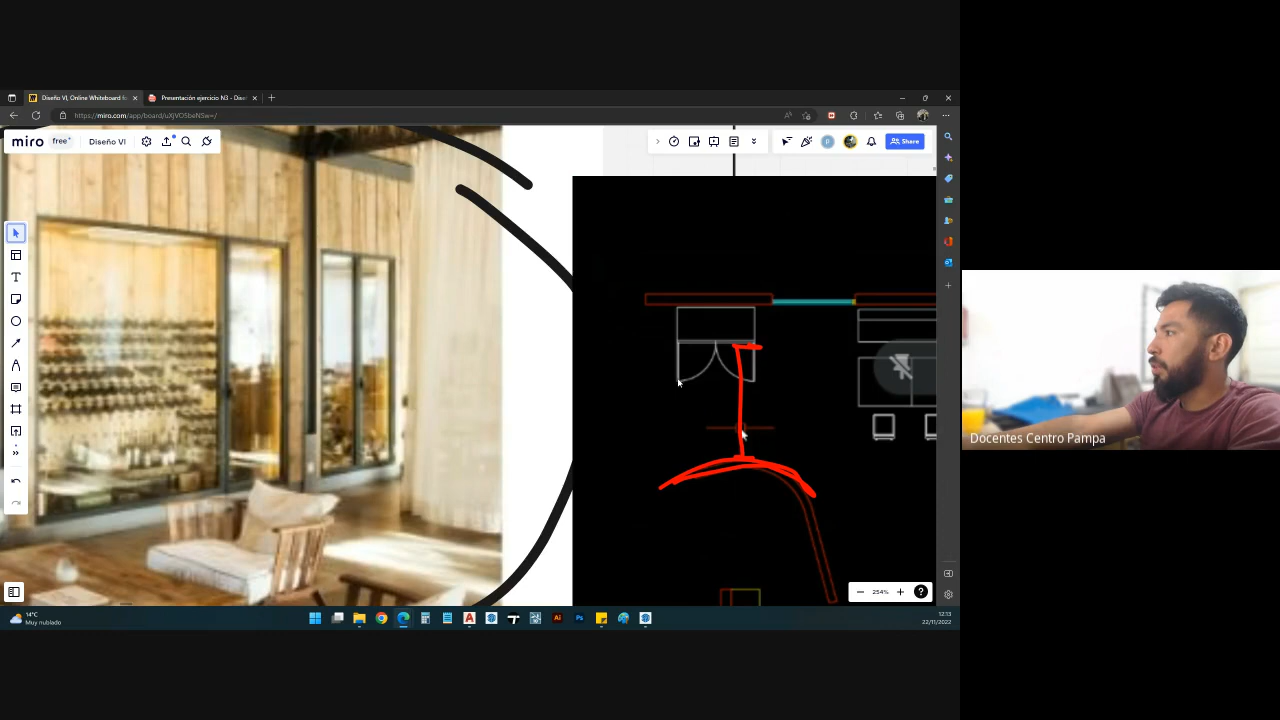 Diseño VI, Online Whiteboard fo
Presentación ejercicio N3 - Dise
https://miro.com/app/board/uXjVO5beNSw=/
miro free Diseño VI
Share
Docentes Centro Pampa
254%
14°C
Muy nublado
12:13
22/11/2022